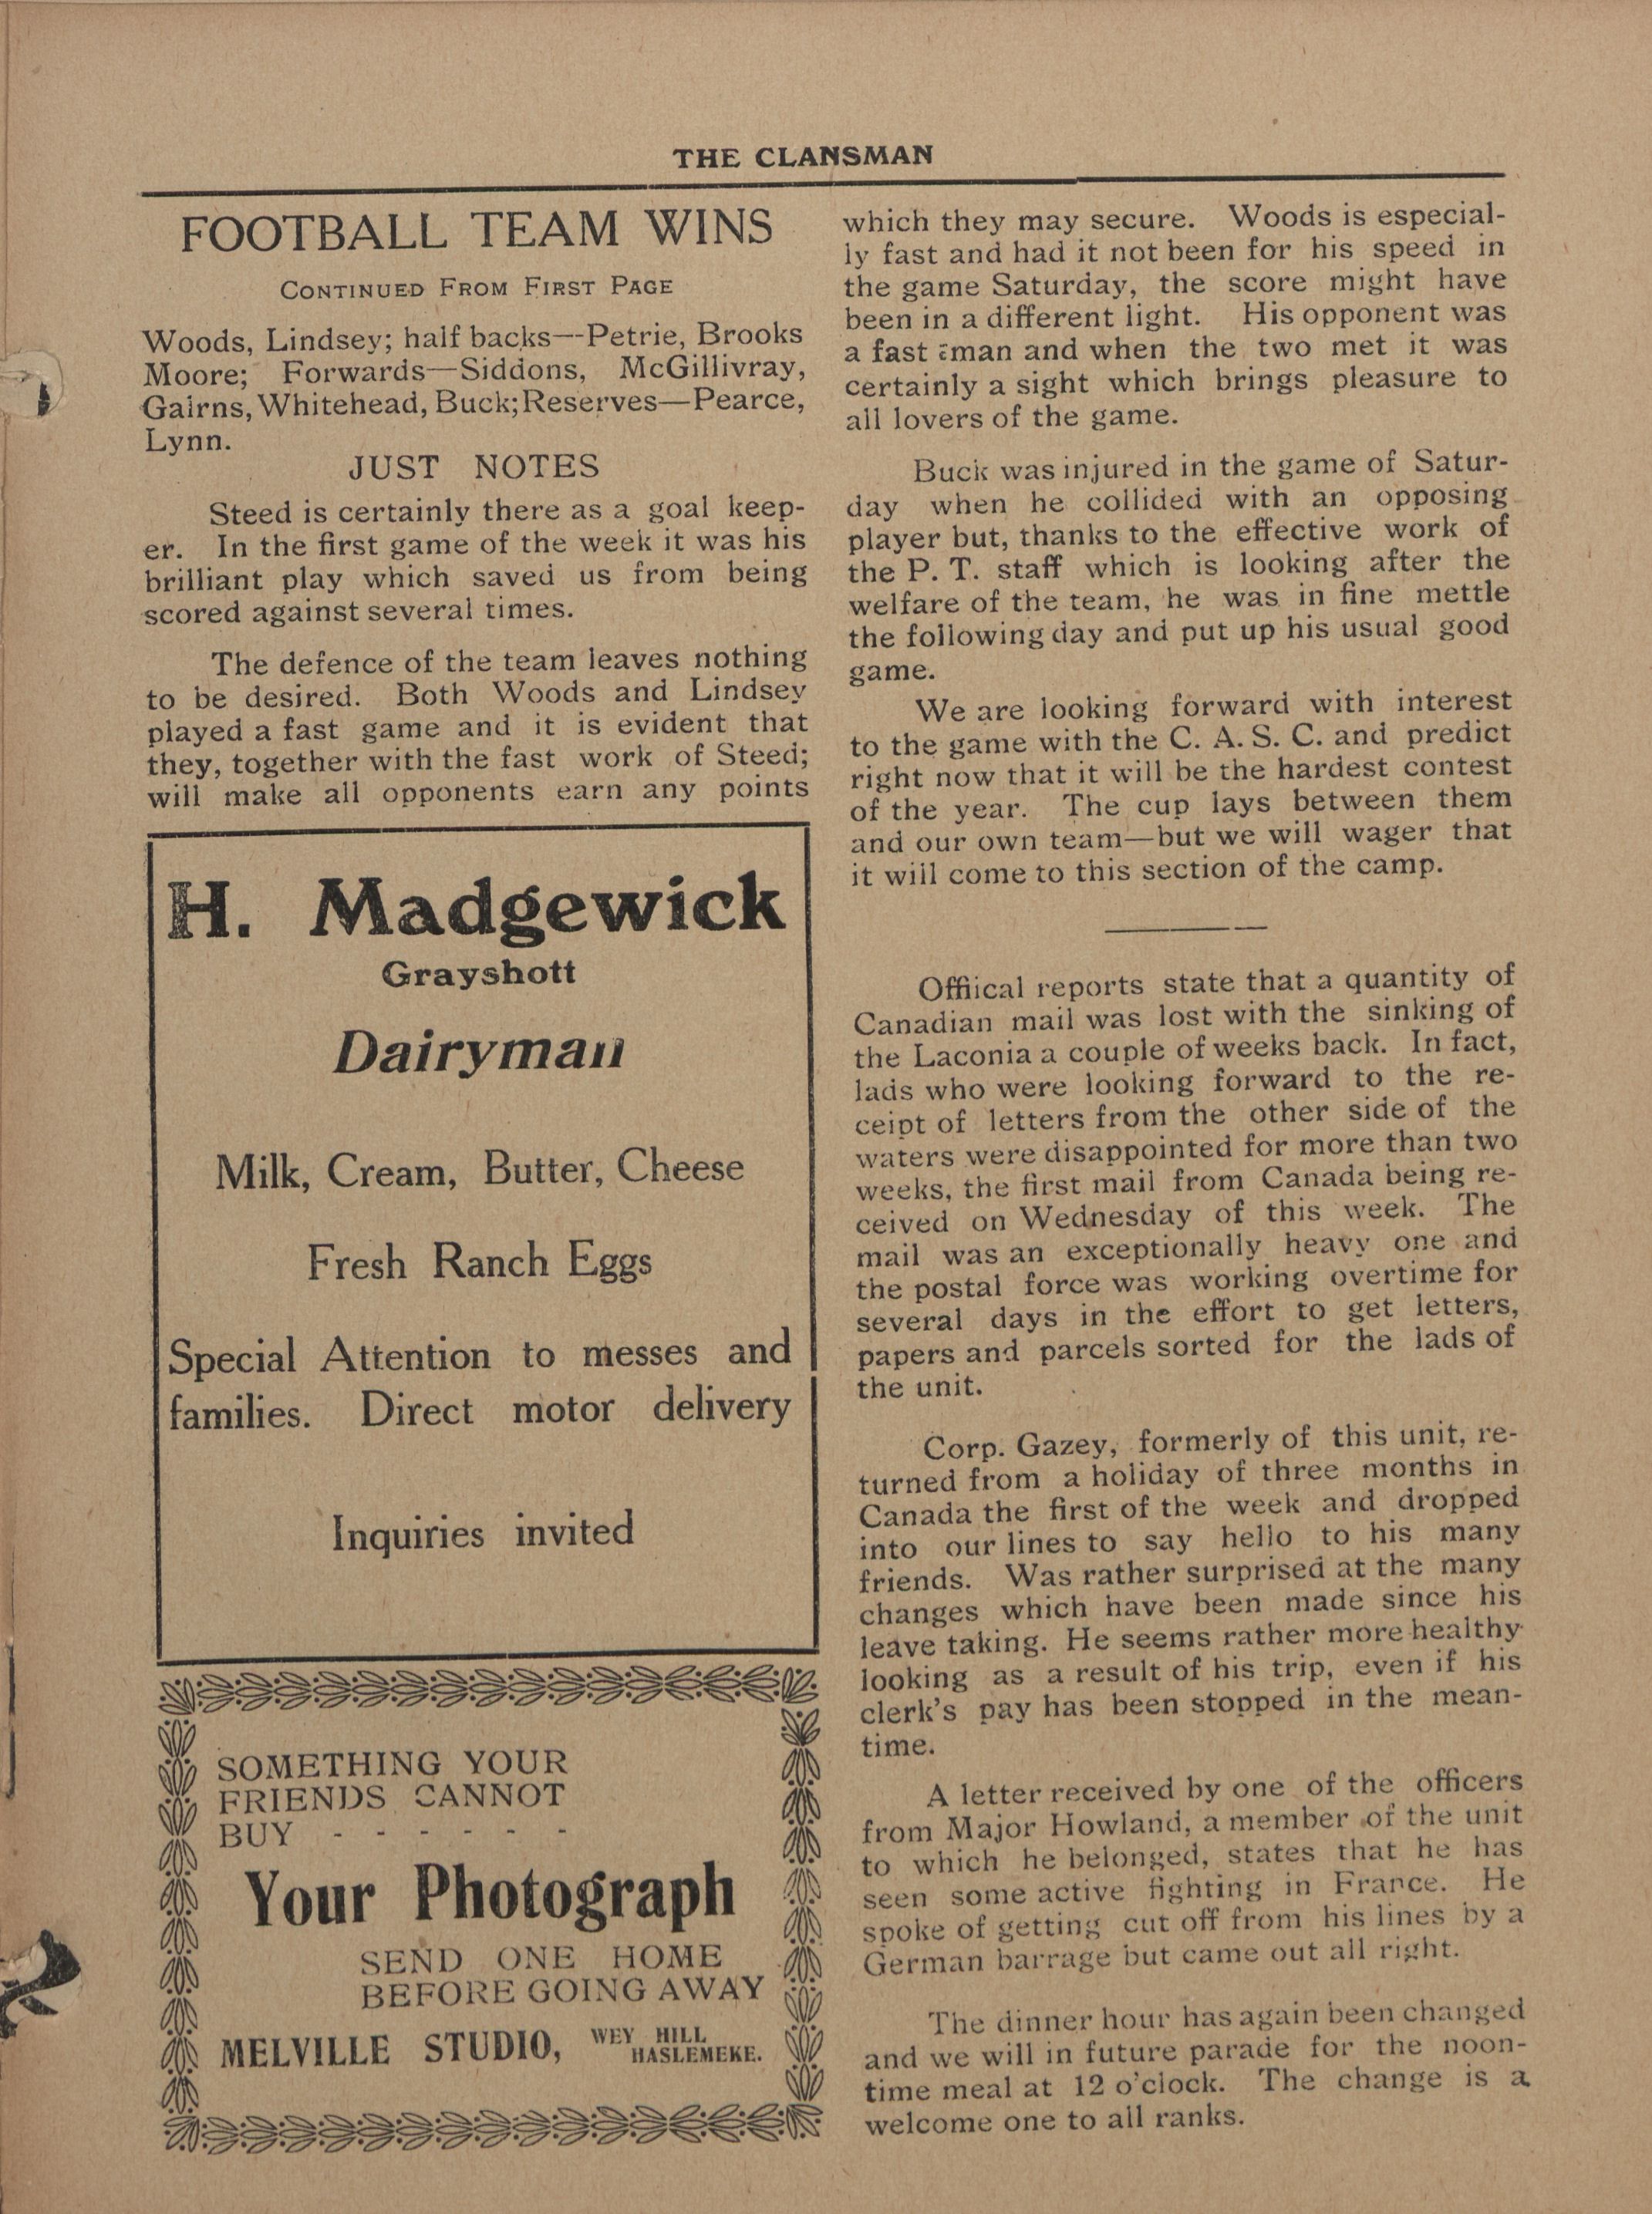 THE CLANSMAN
FOOTBALL TEAM WINS
CONTINUED FROM FIRST PAGE
Woods, Lindsey; half backs—Petrie, Brooks
Moore; Forwards—Siddons, McGillivray,
Gairns, Whitehead, Buck; Reserves—Pearce,
Lynn.
JUST NOTES
Steed is certainly there as a goal keep-
er. In the first game of the week it was his
brilliant play which saved us from being
scored against several times.
The defence of the team leaves nothing
to be desired. Both Woods and Lindsey
played a fast game and it is evident that
they, together with the fast work of Steed;
will make all opponents earn any points
which they may secure. Woods is especial-
ly fast and had it not been for his speed in
the game Saturday, the score might have
been in a different light. His opponent was
a fast man and when the two met it was
certainly a sight which brings pleasure to
all lovers of the game.
Buck was injured in the game of Satur-
day when he collided with an opposing
player but, thanks to the effective work of
the P. T. staff which is looking after the
welfare of the team, he was in fine mettle
the following day and put up his usual good
game.
We are looking forward with interest
to the game with the C. A. S. C. and predict
right now that it will be the hardest contest
of the year. The cup lays between them
and our own team—but we will wager that
it will come to this section of the camp.
Offiical reports state that a quantity of
Canadian mail was lost with the sinking of
the Laconia a couple of weeks back. In fact,
lads who were looking forward to the re-
ceipt of letters from the other side of the
waters were disappointed for more than two
weeks, the first mail from Canada being re-
ceived on Wednesday of this week. The
mail was an exceptionally heavy one and
the postal force was working overtime for
several days in the effort to get letters,
papers and parcels sorted for the lads of
the unit.
Corp. Gazey, formerly of this unit, re-
turned from a holiday of three months in
Canada the first of the week and dropped
into our lines to say hello to his many
friends. Was rather surprised at the many
changes which have been made since his
leave taking. He seems rather more healthy
looking as a result of his trip, even if his
clerk's pay has been stopped in the mean-
time.
A letter received by one of the officers
from Major Howland, a member of the unit
to which he belonged, states that he has
seen some active fighting in France. He
spoke of getting cut off from his lines by a
German barrage but came out all right.
The dinner hour has again been changed
and we will in future parade for the noon-
time meal at 12 o'clock. The change is a
welcome one to all ranks.
H. Madgewick
Grayshott
Dairyman
Milk, Cream, Butter, Cheese
Fresh Ranch Eggs
Special Attention to messes and
families. Direct motor delivery
Inquiries invited
SOMETHING YOUR
FRIENDS CANNOT
BUY - - - - - -
Your Photograph
SEND ONE HOME
BEFORE GOING AWAY
MELVILLE STUDIO, WEY HILL
HASLEMEKE.